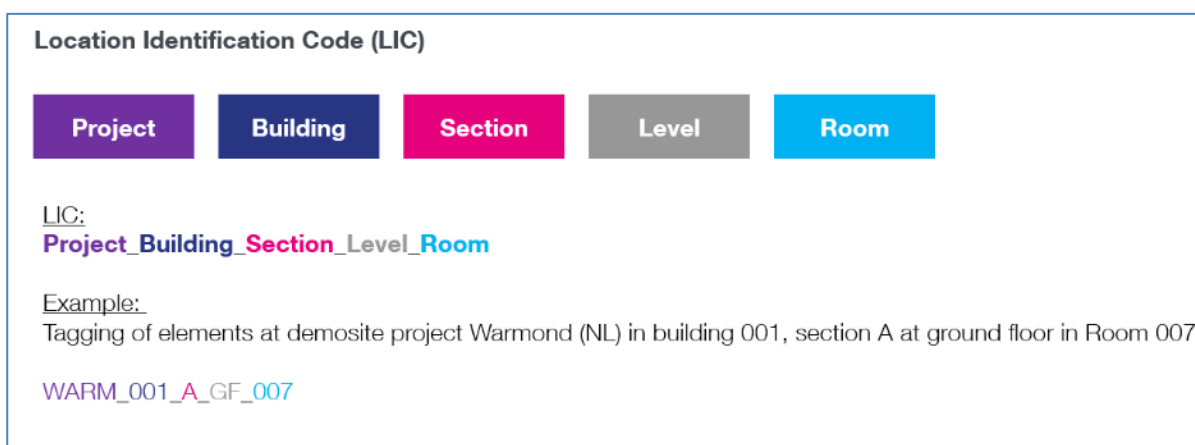 Location Identification Code (LIC)
Project Building Section Level Room
LIC:
Project_Building_Section_Level_Room
Example:
Tagging of elements at demosite project Warmond (NL) in building 001, section A at ground floor in Room 007
WARM_001_A_GF_007